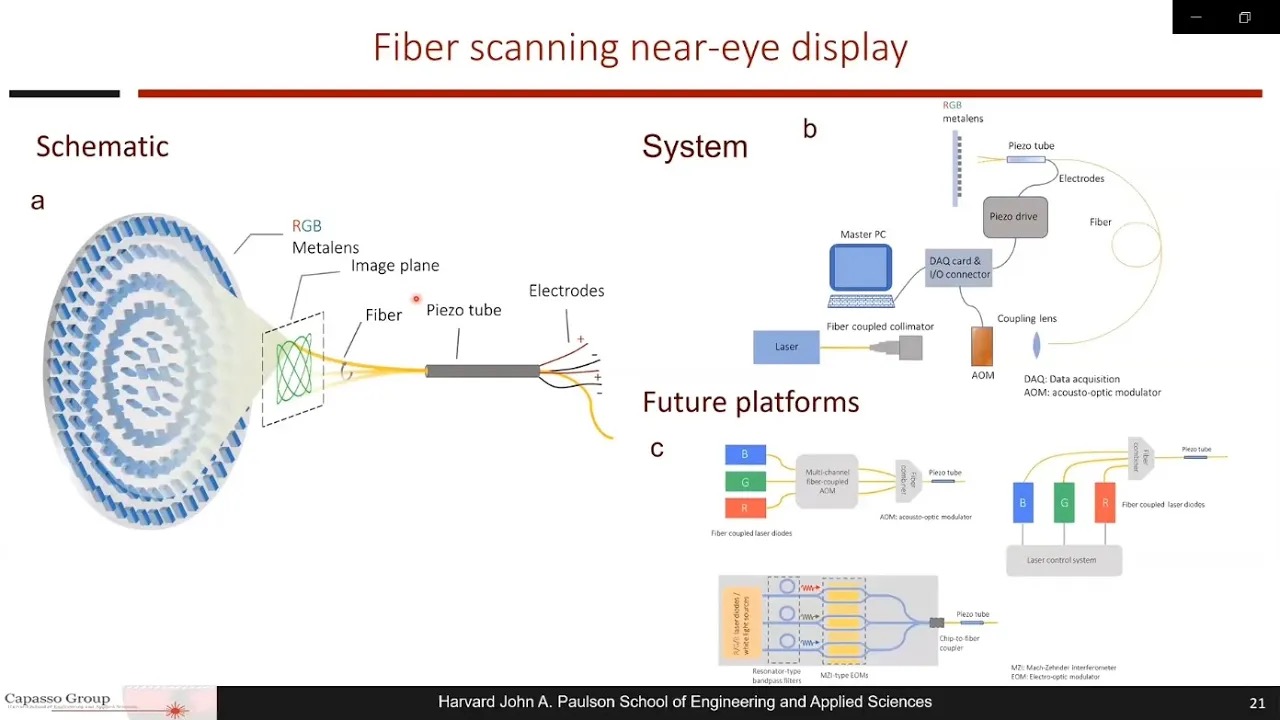 Fiber scanning near-eye display
Schematic
a
RGB
Metalens
Image plane
Fiber
Piezo tube
Electrodes
+
-
+
-
System
b
RGB
metalens
Piezo tube
Electrodes
Piezo drive
Fiber
Master PC
DAQ card &
I/O connector
Coupling lens
Fiber coupled collimator
Laser
AOM
DAQ: Data acquisition
AOM: acousto-optic modulator
Future platforms
c
B
G
R
Multi-channel
fiber-coupled
AOM
Fiber
combiner
Piezo tube
AOM: acousto-optic modulator
Fiber coupled laser diodes
Fiber
combiner
Piezo tube
B
G
R
Fiber coupled laser diodes
Laser control system
R/G/B laser diodes /
white light sources
Piezo tube
Chip-to-fiber
coupler
Resonator-type
bandpass filters
MZI-type EOMs
MZI: Mach-Zehnder Interferometer
EOM: Electro-optic modulator
Capasso Group
Harvard John A. Paulson School of Engineering and Applied Sciences
21